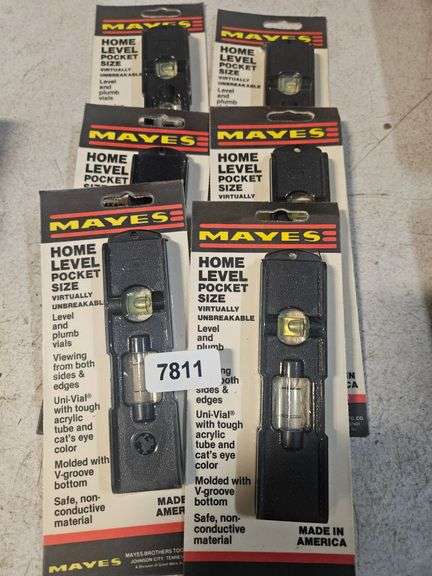 MAYES
HOME
LEVEL
POCKET
SIZE
VIRTUALLY
UNBREAKABLE
Level
and
plumb
vials
MAYES
HOME
LEVEL
POCKET
SIZE
VIRTUALLY
UNBREAKABLE
Level
and
plumb
MAYES
HOME
LEVEL
POCKET
SIZE
MAYES
HOME
LEVEL
POCKET
SIZE
VIRTUALLY
MAYES
HOME
LEVEL
POCKET
SIZE
VIRTUALLY
UNBREAKABLE
Level
and
plumb
vials
Viewing
from both
sides &
edges
Uni-Vial®
with tough
acrylic
tube and
cat's eye
color
Molded with
V-groove
bottom
Safe, non-
conductive
material
MADE IN
AMERICA
MAYES BROTHERS
JOHNSON CITY,
7811
MAYES
HOME
LEVEL
POCKET
SIZE
VIRTUALLY
UNBREAKABLE
Level
and
plumb
both
sides &
edges
Uni-Vial®
with tough
acrylic
tube and
cat's eye
color
Molded with
V-groove
bottom
Safe, non-
conductive
material
MADE IN
AMERICA